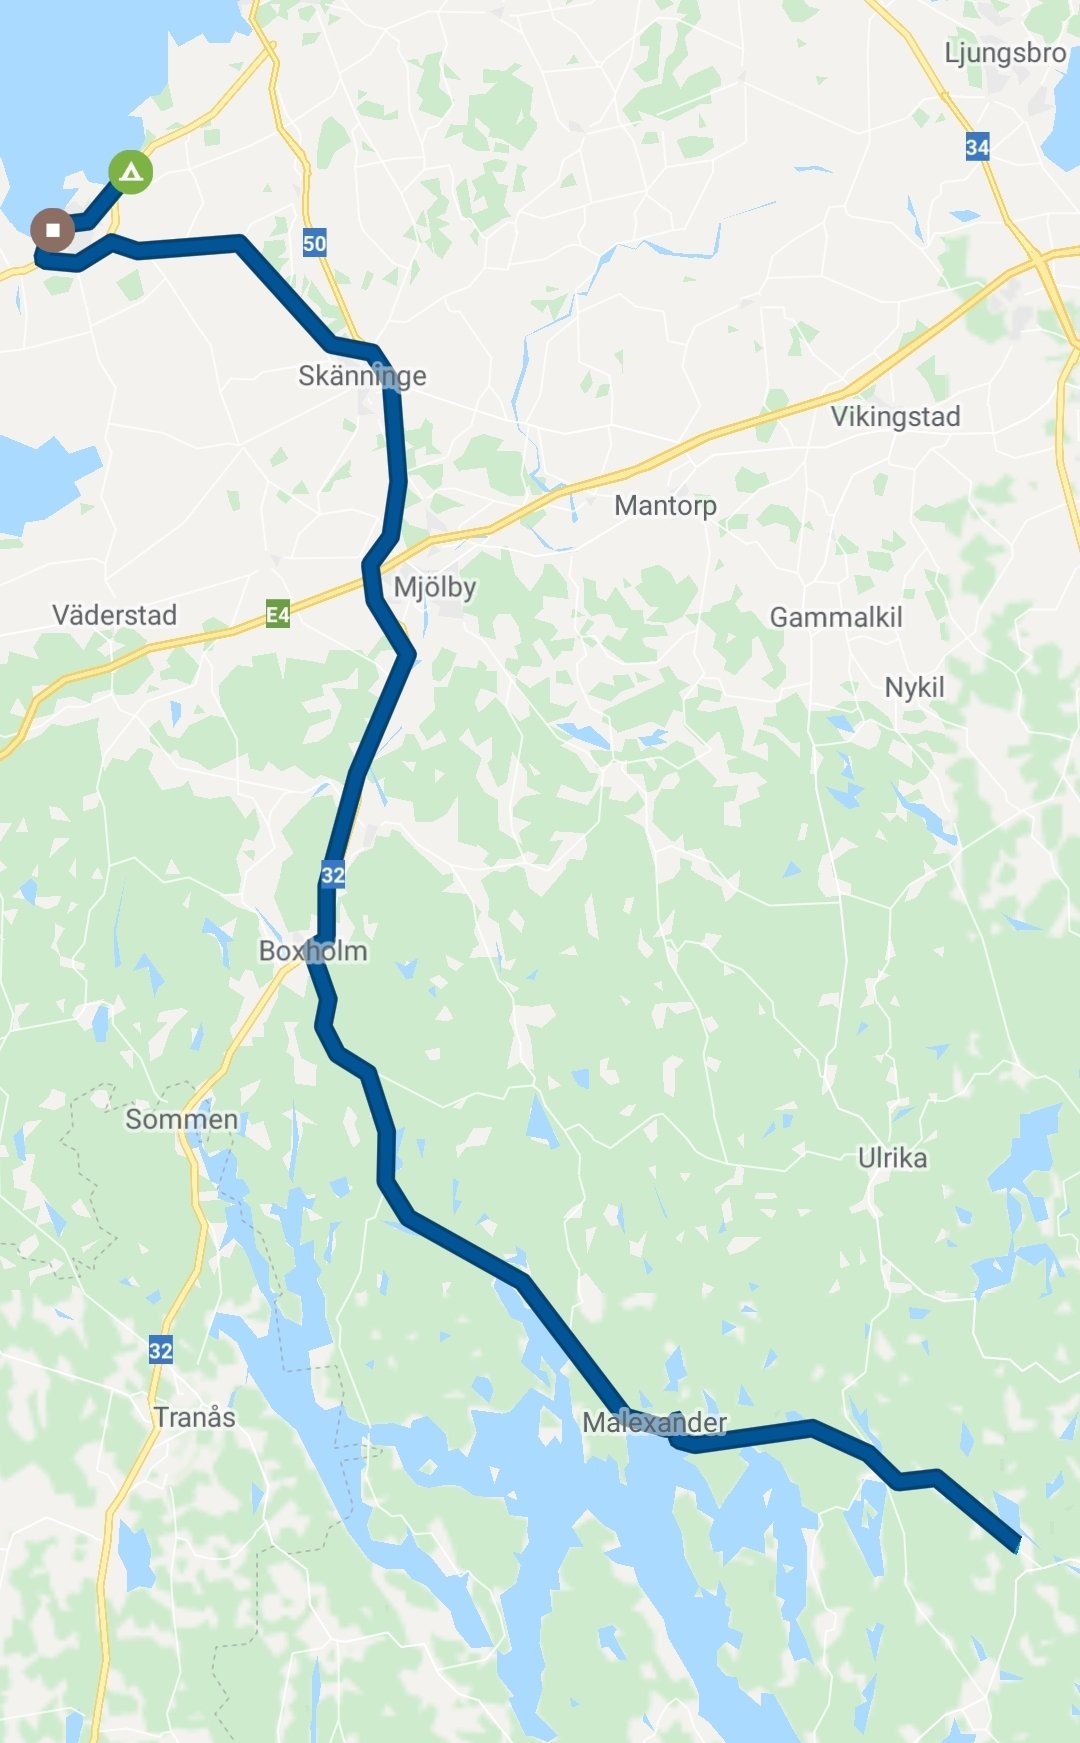 Ljungsbro
34
50
Skänninge
Vikingstad
Mantorp
Mjölby
E4
Väderstad
Gammalkil
Nykil
32
Boxholm
Sommen
Ulrika
32
Tranås
Malexander